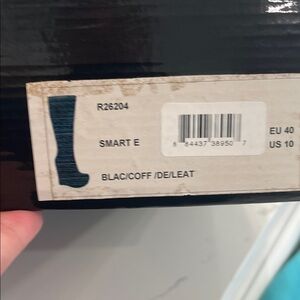 R26204
SMART E
8 84437 38950 7
EU 40
US 10
BLAC/COFF /DE/LEAT